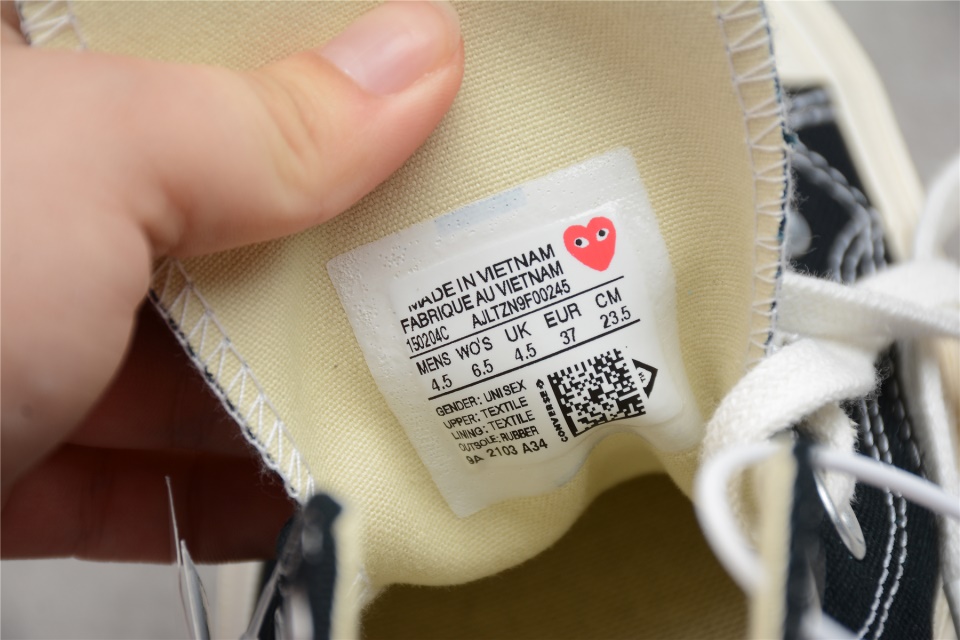 MADE IN VIETNAM
FABRIQUE AU VIETNAM
150204C AJLTZN9F00245
MENS WO'S UK EUR CM
4.5 6.5 4.5 37 23.5
GENDER: UNISEX
UPPER: TEXTILE
LINING: TEXTILE
OUTSOLE: RUBBER
9A 2103 A34
CONVERSE